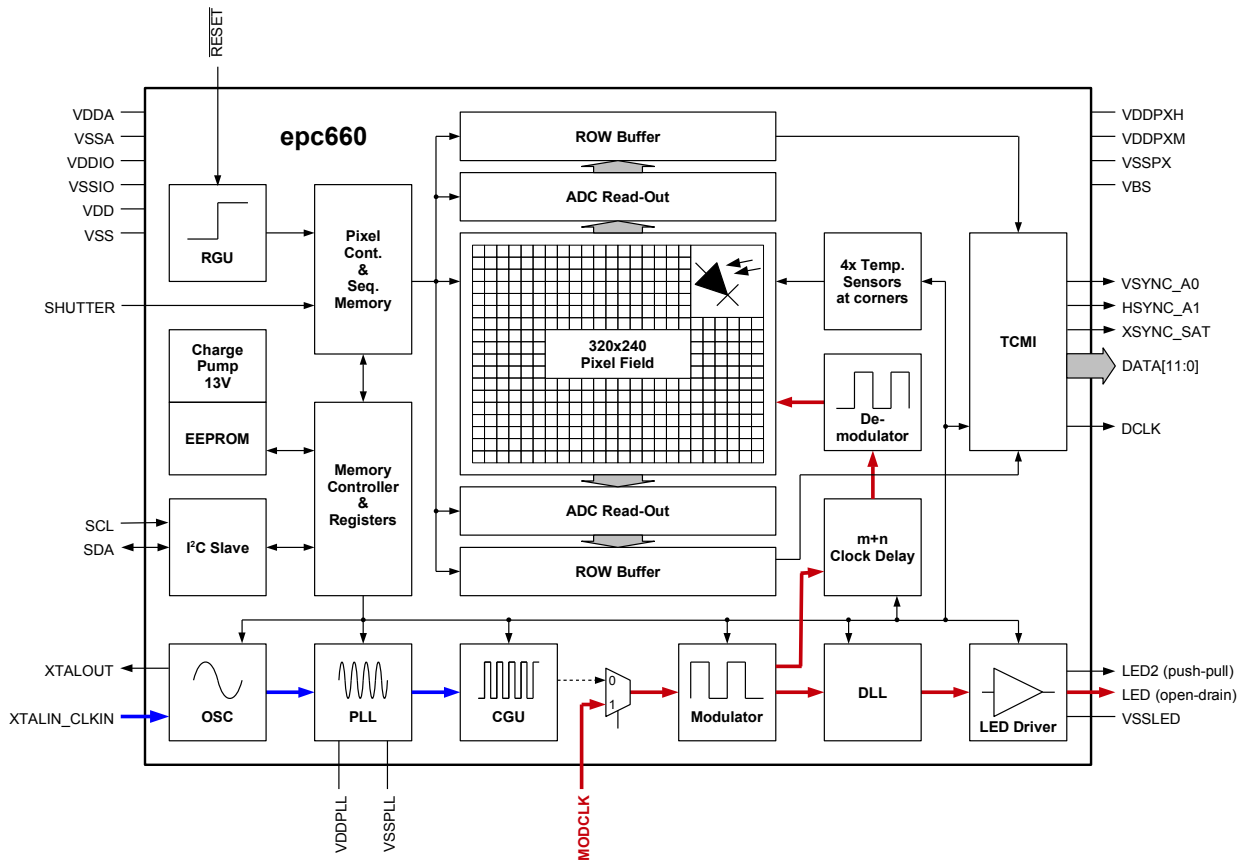 RESET
VDDA
VSSA
VDDIO
VSSIO
VDD
VSS
SHUTTER
SCL
SDA
XTALOUT
XTALIN_CLKIN
epc660
RGU
Pixel
Cont.
&
Seq.
Memory
Charge
Pump
13V
EEPROM
I²C Slave
Memory
Controller
&
Registers
ROW Buffer
ADC Read-Out
320x240
Pixel Field
ADC Read-Out
ROW Buffer
4x Temp.
Sensors
at corners
De-
modulator
m+n
Clock Delay
TCMI
OSC
PLL
CGU
0
1
Modulator
DLL
LED Driver
VDDPXH
VDDPXM
VSSPX
VBS
VSYNC_A0
HSYNC_A1
XSYNC_SAT
DATA[11:0]
DCLK
LED2 (push-pull)
LED (open-drain)
VSSLED
VDDPLL
VSSPLL
MODCLK